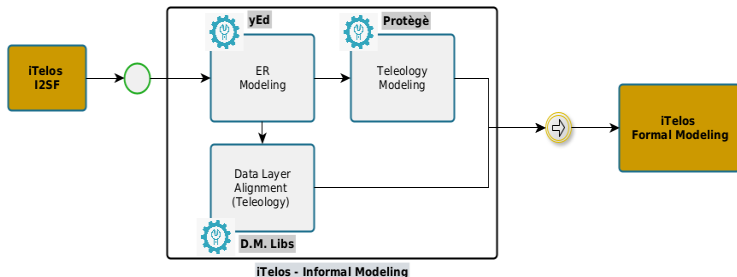 yEd
Protègè
iTelos
I2SF
ER
Modeling
Teleology
Modeling
iTelos
Formal Modeling
Data Layer
Alignment
(Teleology)
D.M. Libs
iTelos - Informal Modeling